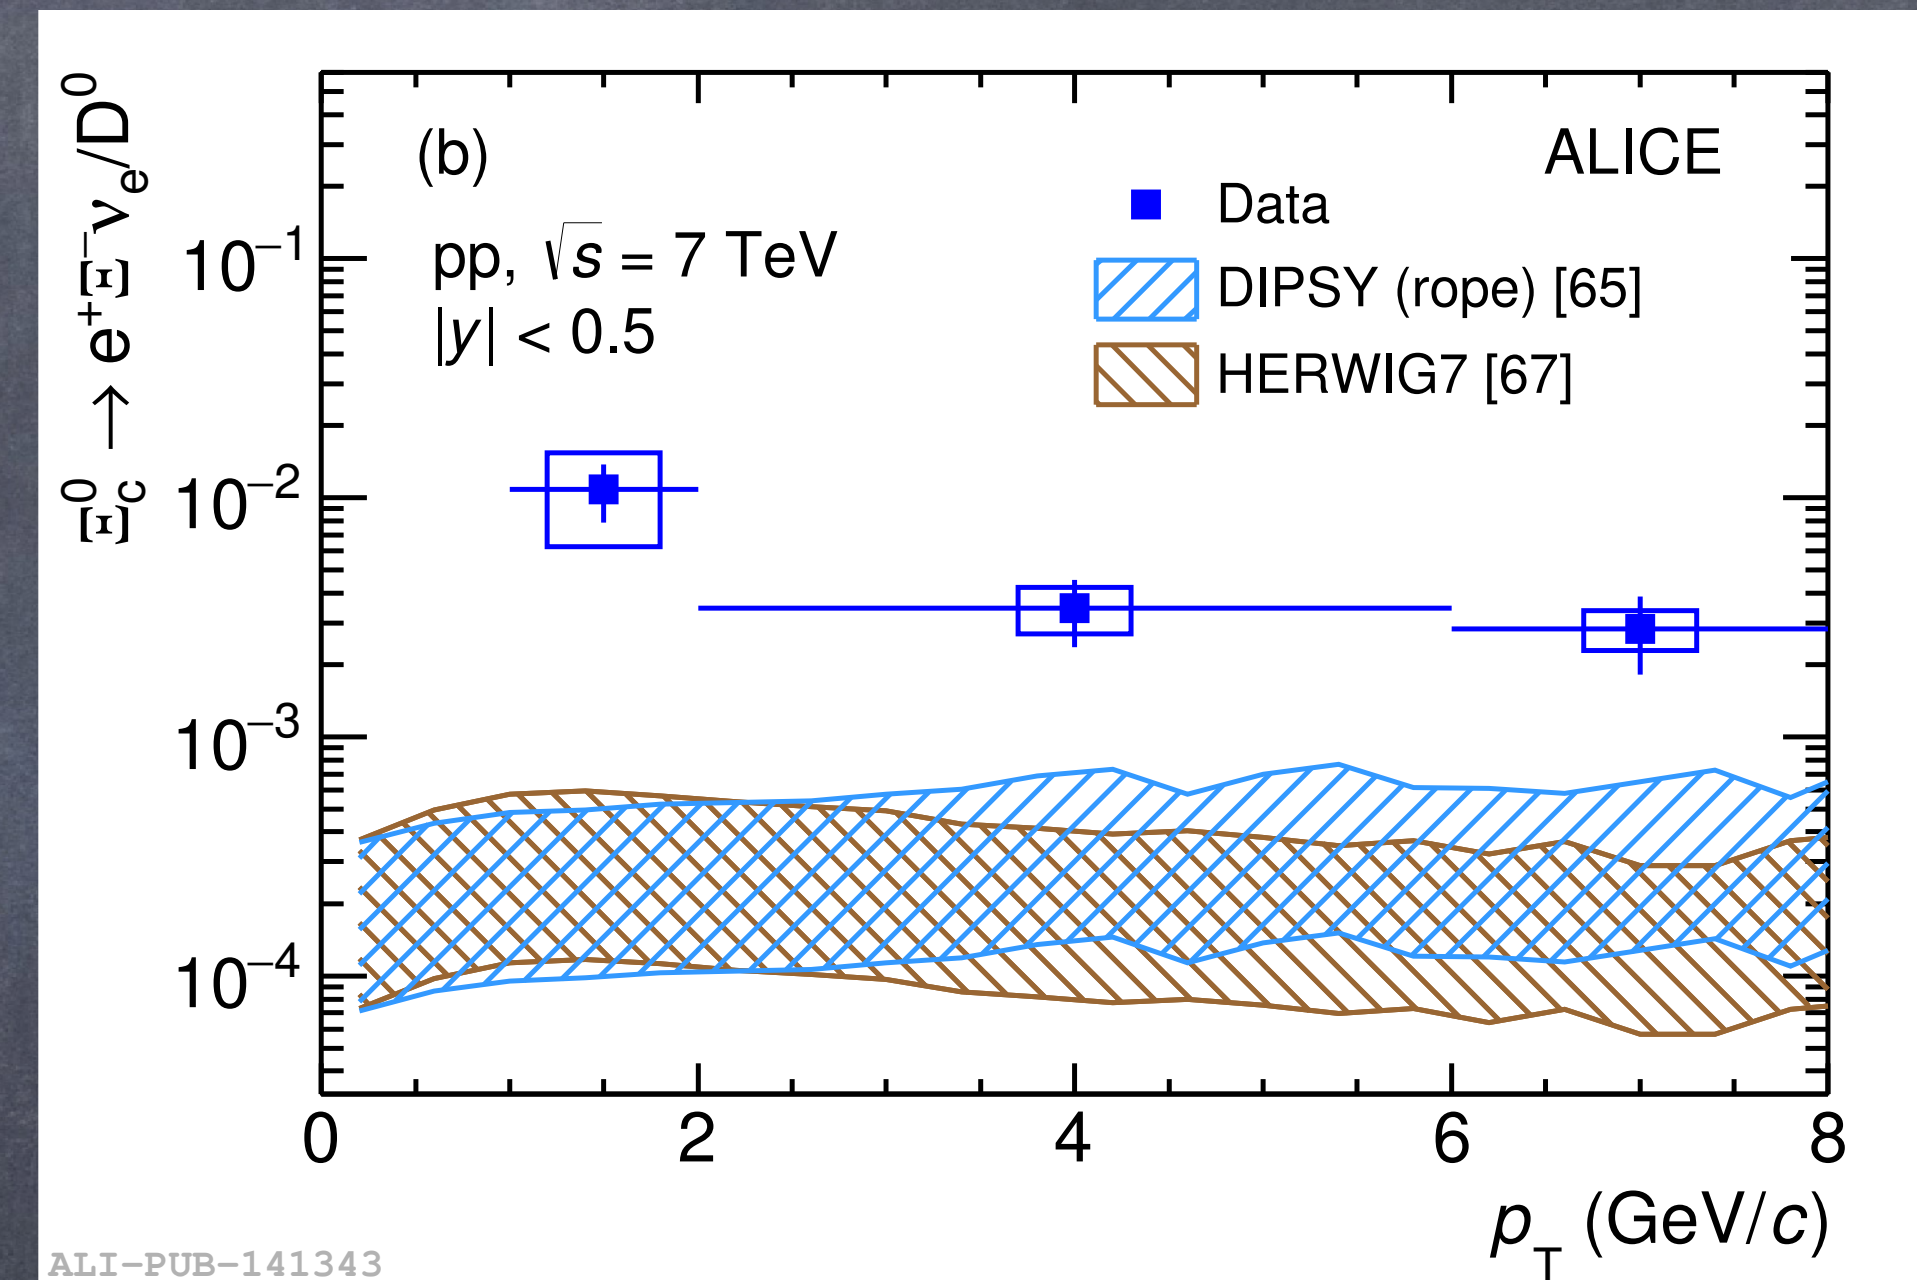 Ξ⁰c → e⁺Ξ⁻νe/D⁰
(b)
ALICE
pp, √s = 7 TeV
|y| < 0.5
Data
DIPSY (rope) [65]
HERWIG7 [67]
10⁻¹
10⁻²
10⁻³
10⁻⁴
0 2 4 6 8
pT (GeV/c)
ALI-PUB-141343